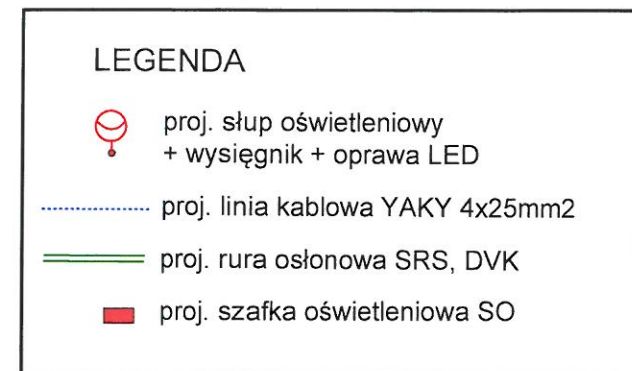 LEGENDA
proj. słup oświetleniowy
+ wysięgnik + oprawa LED
proj. linia kablowa YAKY 4x25mm2
proj. rura osłonowa SRS, DVK
proj. szafka oświetleniowa SO